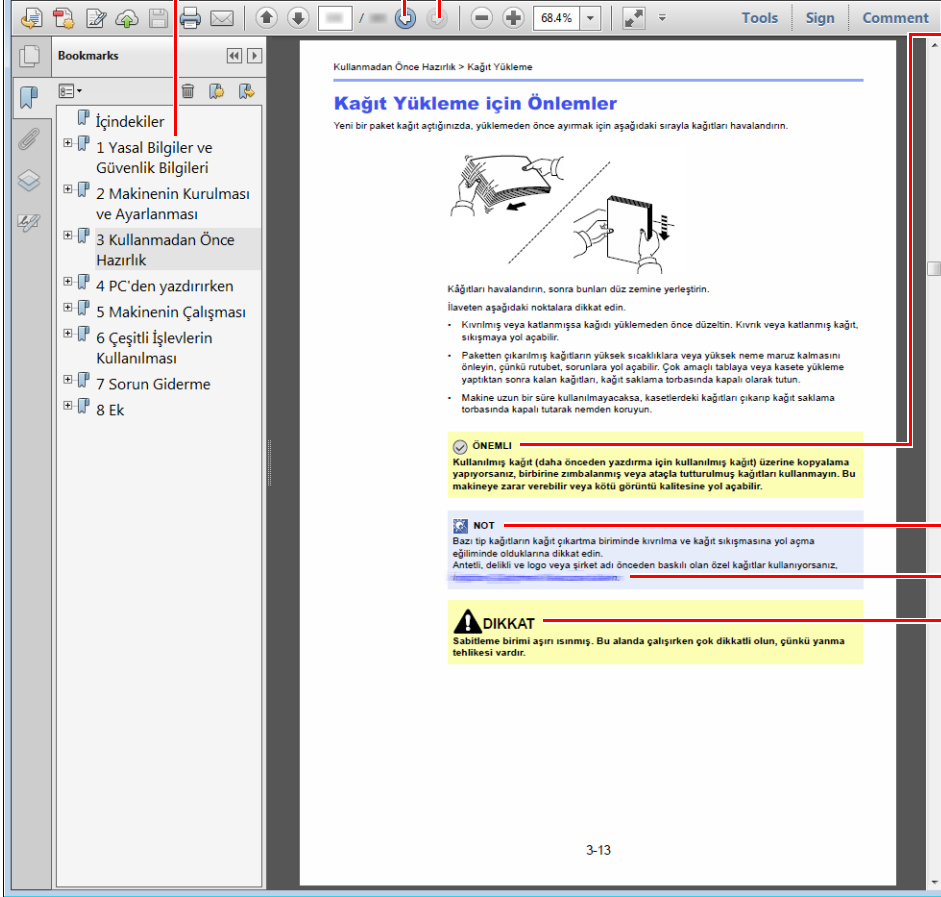 /
68.4%
Tools
Sign
Comment
Bookmarks
İçindekiler
1 Yasal Bilgiler ve
Güvenlik Bilgileri
2 Makinenin Kurulması
ve Ayarlanması
3 Kullanmadan Önce
Hazırlık
4 PC'den yazdırırken
5 Makinenin Çalışması
6 Çeşitli İşlevlerin
Kullanılması
7 Sorun Giderme
8 Ek
Kullanmadan Önce Hazırlık > Kağıt Yükleme
Kağıt Yükleme için Önlemler
Yeni bir paket kağıt açtığınızda, yüklemeden önce ayırmak için aşağıdaki sırayla kağıtları havalandırın.
Kâğıtları havalandırın, sonra bunları düz zemine yerleştirin.
İlaveten aşağıdaki noktalara dikkat edin.
• Kıvrılmış veya katlanmışsa kağıdı yüklemeden önce düzeltin. Kıvrık veya katlanmış kağıt,
sıkışmaya yol açabilir.
• Paketten çıkarılmış kağıtların yüksek sıcaklıklara veya yüksek neme maruz kalmasını
önleyin, çünkü rutubet, sorunlara yol açabilir. Çok amaçlı tablaya veya kasete yükleme
yaptıktan sonra kalan kağıtları, kağıt saklama torbasında kapalı olarak tutun.
• Makine uzun bir süre kullanılmayacaksa, kasetlerdeki kağıtları çıkarıp kağıt saklama
torbasında kapalı tutarak nemden koruyun.
ÖNEMLI
Kullanılmış kağıt (daha önceden yazdırma için kullanılmış kağıt) üzerine kopyalama
yapıyorsanız, birbirine zımbalanmış veya ataçla tutturulmuş kağıtları kullanmayın. Bu
makineye zarar verebilir veya kötü görüntü kalitesine yol açabilir.
NOT
Bazı tip kağıtların kağıt çıkartma biriminde kıvrılma ve kağıt sıkışmasına yol açma
eğiliminde olduklarına dikkat edin.
Antetli, delikli ve logo veya şirket adı önceden baskılı olan özel kağıtlar kullanıyorsanız,
DIKKAT
Sabitleme birimi aşırı ısınmış. Bu alanda çalışırken çok dikkatli olun, çünkü yanma
tehlikesi vardır.
3-13